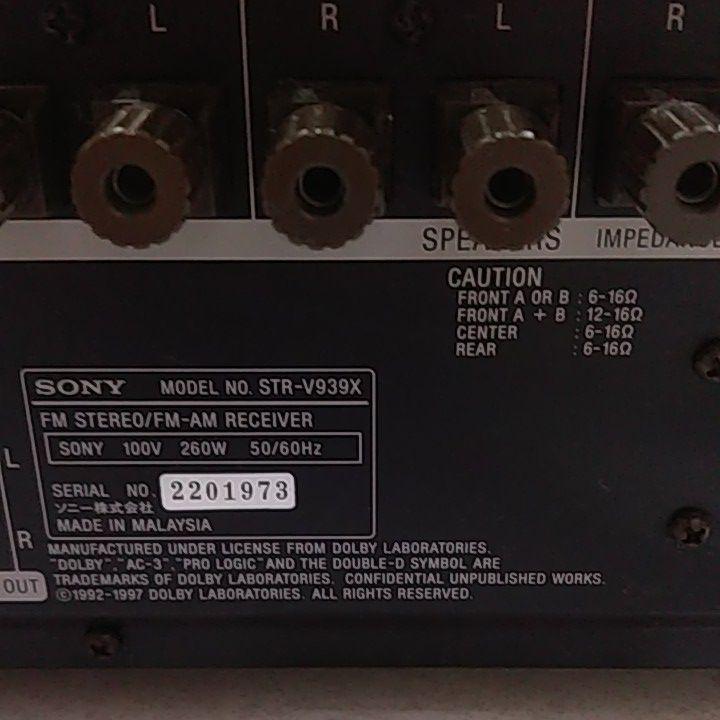 L R L R
SPEAKERS IMPEDANCE
CAUTION
FRONT A OR B : 6-16Ω
FRONT A + B : 12-16Ω
CENTER : 6-16Ω
REAR : 6-16Ω
SONY MODEL NO. STR-V939X
FM STEREO/FM-AM RECEIVER
SONY 100V 260W 50/60Hz
L
SERIAL NO. 2201973
ソニー株式会社
MADE IN MALAYSIA
R
MANUFACTURED UNDER LICENSE FROM DOLBY LABORATORIES.
"DOLBY", "AC-3", "PRO LOGIC" AND THE DOUBLE-D SYMBOL ARE
TRADEMARKS OF DOLBY LABORATORIES. CONFIDENTIAL UNPUBLISHED WORKS.
OUT
©1992-1997 DOLBY LABORATORIES. ALL RIGHTS RESERVED.